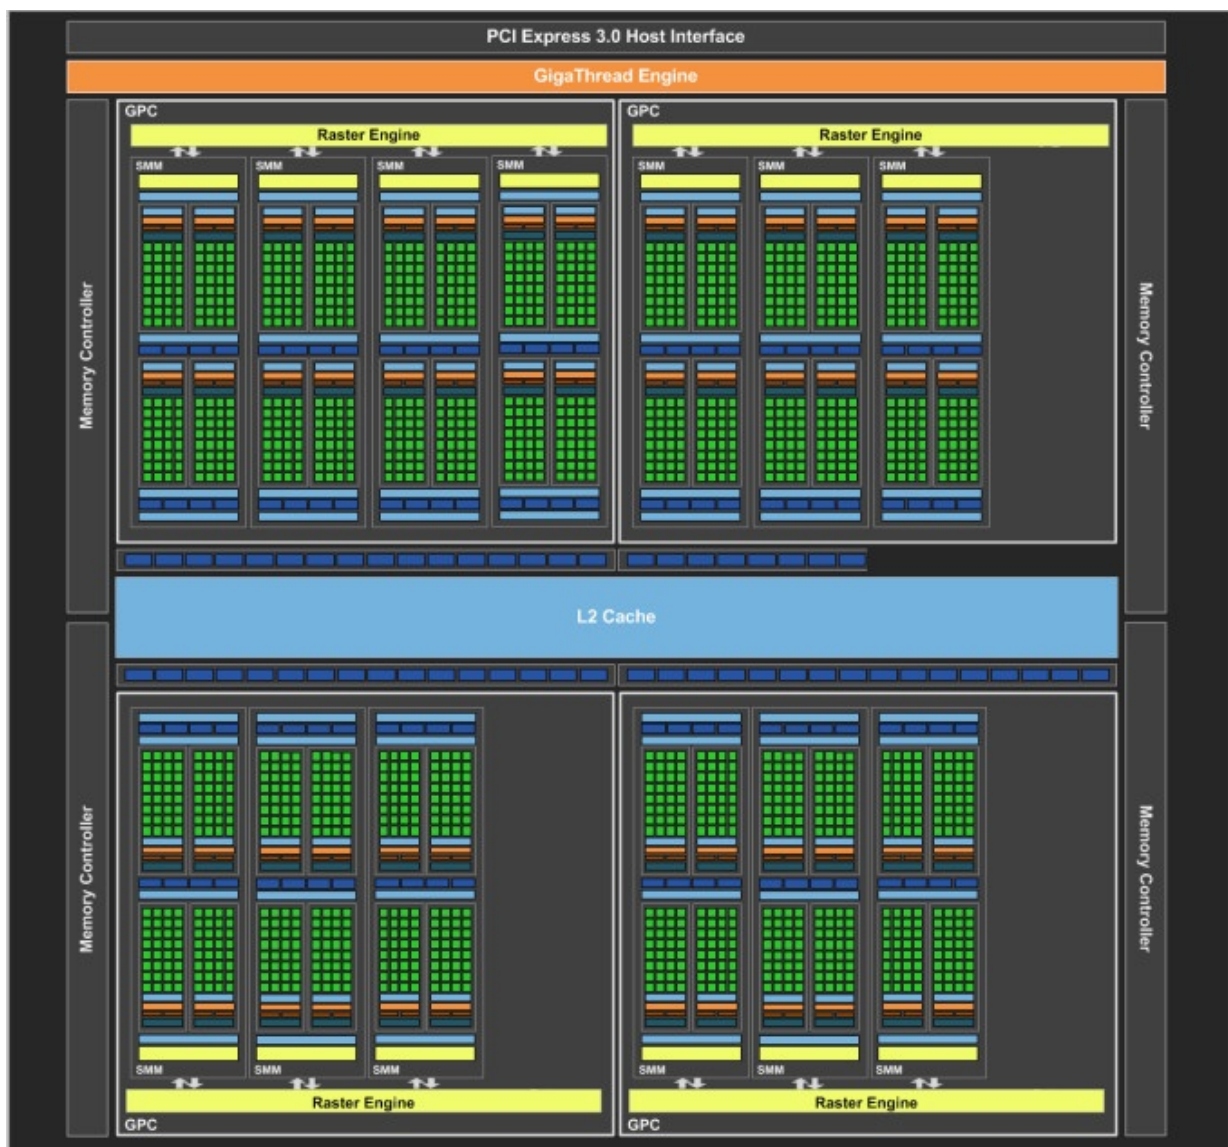 PCI Express 3.0 Host Interface
GigaThread Engine
GPC
GPC
Raster Engine
Raster Engine
SMM
SMM
SMM
SMM
SMM
SMM
SMM
Memory Controller
Memory Controller
L2 Cache
Memory Controller
Memory Controller
SMM
SMM
SMM
SMM
SMM
SMM
Raster Engine
Raster Engine
GPC
GPC